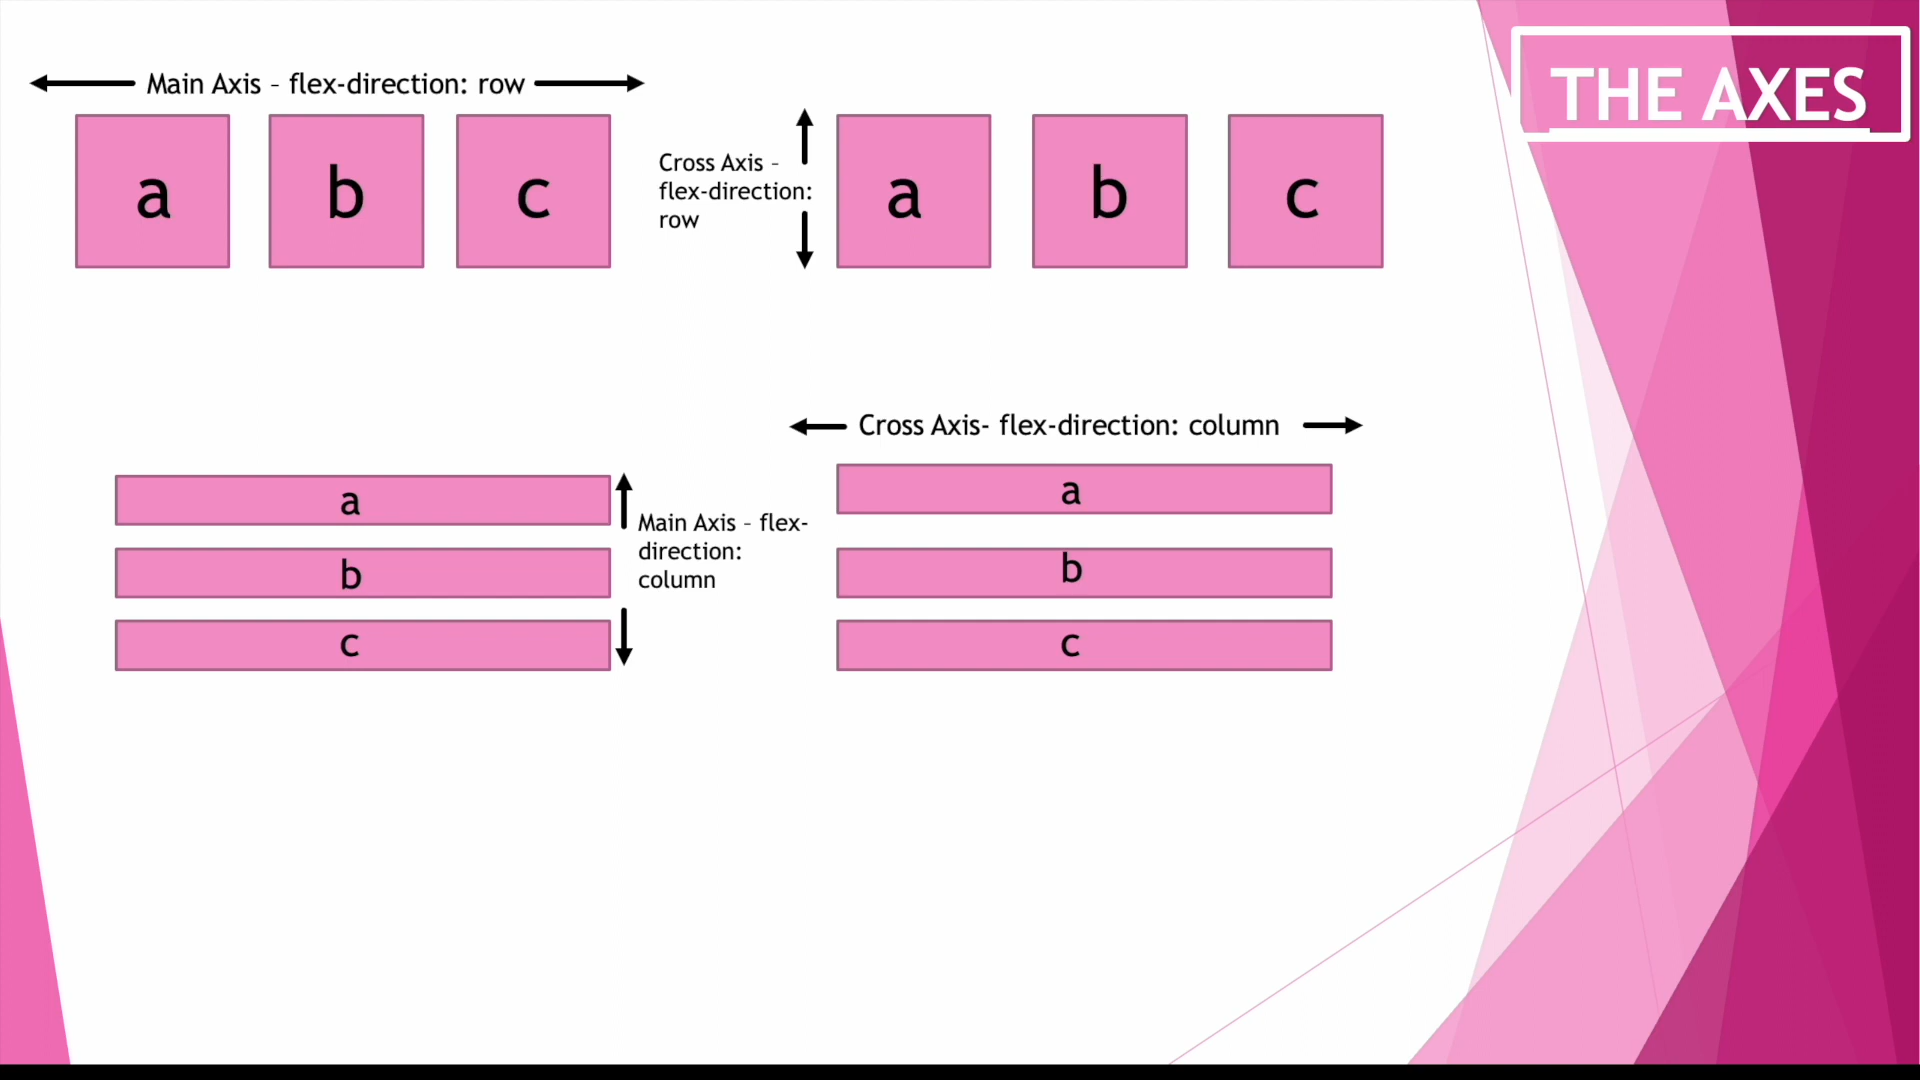 THE AXES
Main Axis – flex-direction: row
a b c
Cross Axis –
flex-direction:
row
a b c
a
b
c
Main Axis – flex-
direction:
column
Cross Axis- flex-direction: column
a
b
c